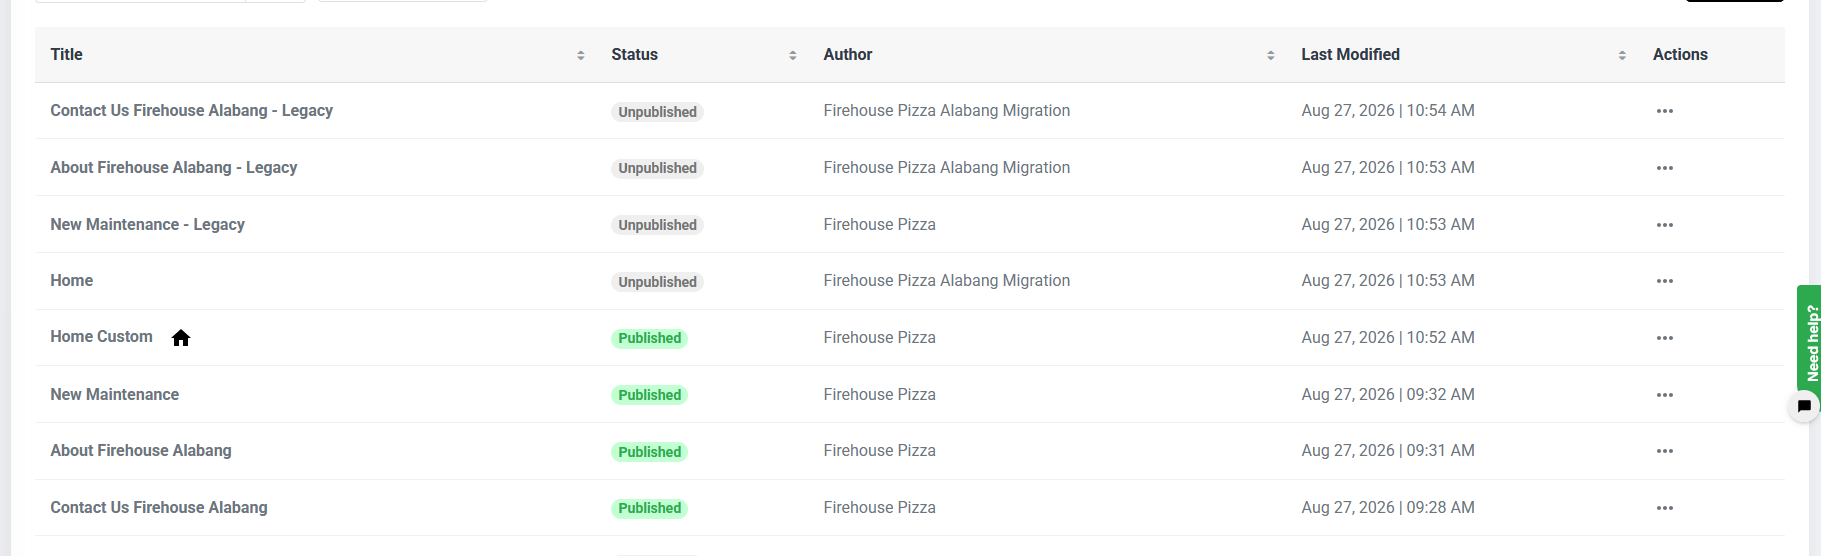 Title Status Author Last Modified Actions
Contact Us Firehouse Alabang - Legacy Unpublished Firehouse Pizza Alabang Migration Aug 27, 2026 | 10:54 AM
About Firehouse Alabang - Legacy Unpublished Firehouse Pizza Alabang Migration Aug 27, 2026 | 10:53 AM
New Maintenance - Legacy Unpublished Firehouse Pizza Aug 27, 2026 | 10:53 AM
Home Unpublished Firehouse Pizza Alabang Migration Aug 27, 2026 | 10:53 AM
Home Custom Published Firehouse Pizza Aug 27, 2026 | 10:52 AM
New Maintenance Published Firehouse Pizza Aug 27, 2026 | 09:32 AM
About Firehouse Alabang Published Firehouse Pizza Aug 27, 2026 | 09:31 AM
Contact Us Firehouse Alabang Published Firehouse Pizza Aug 27, 2026 | 09:28 AM
Need help?